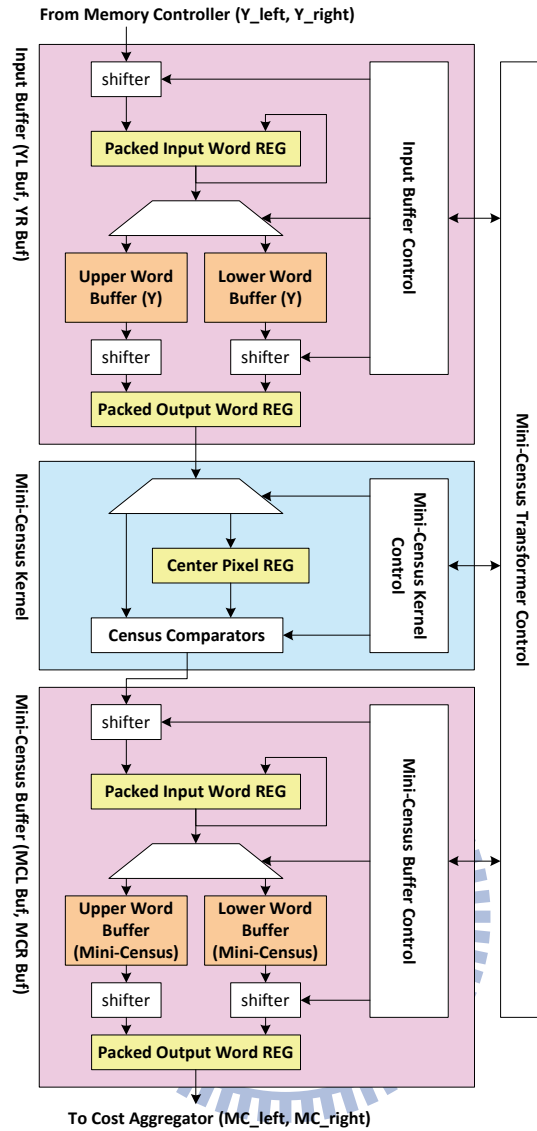 From Memory Controller (Y_left, Y_right)
Input Buffer (YL Buf, YR Buf)
shifter
Packed Input Word REG
Input Buffer Control
Upper Word
Buffer (Y)
Lower Word
Buffer (Y)
shifter
shifter
Packed Output Word REG
Mini-Census Transformer Control
Mini-Census Kernel
Mini-Census Kernel
Control
Center Pixel REG
Census Comparators
Mini-Census Buffer (MCL Buf, MCR Buf)
shifter
Packed Input Word REG
Mini-Census Buffer Control
Upper Word
Buffer
(Mini-Census)
Lower Word
Buffer
(Mini-Census)
shifter
shifter
Packed Output Word REG
To Cost Aggregator (MC_left, MC_right)